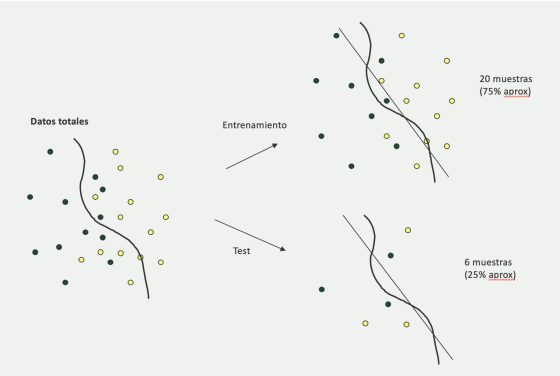 Datos totales
Entrenamiento
20 muestras
(75% aprox)
Test
6 muestras
(25% aprox)